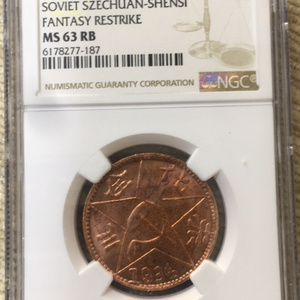 SOVIET SZECHUAN-SHENSI
FANTASY RESTRIKE
MS 63 RB
6178277-187
NUMISMATIC GUARANTY CORPORATION
NGC
1934